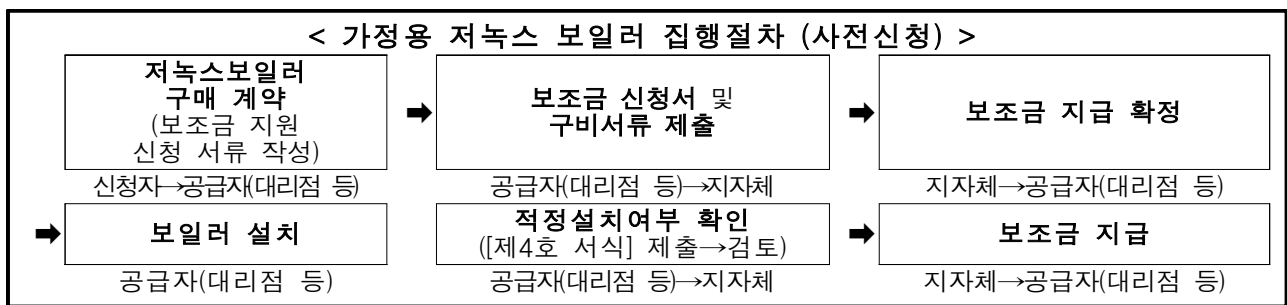 < 가정용 저녹스 보일러 집행절차 (사전신청) >
저녹스보일러
구매 계약
(보조금 지원
신청 서류 작성)
➡
보조금 신청서 및
구비서류 제출
➡
보조금 지급 확정
신청자→공급자(대리점 등)
공급자(대리점 등)→지자체
지자체→공급자(대리점 등)
➡
보일러 설치
적정설치여부 확인
([제4호 서식] 제출→검토)
➡
보조금 지급
공급자(대리점 등)
공급자(대리점 등)→지자체
지자체→공급자(대리점 등)